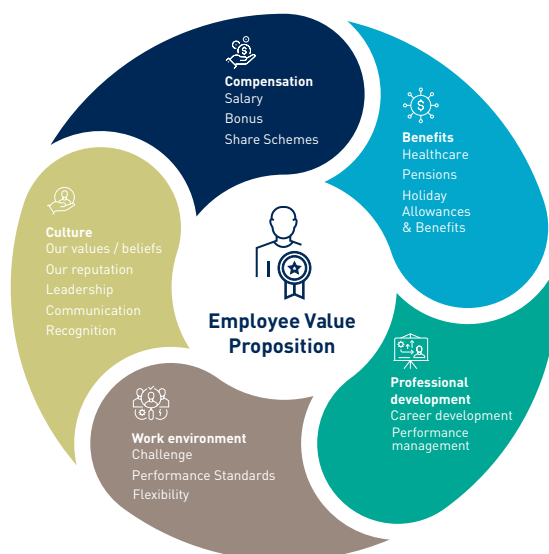 Compensation
Salary
Bonus
Share Schemes
Benefits
Healthcare
Pensions
Holiday
Allowances
& Benefits
Culture
Our values / beliefs
Our reputation
Leadership
Communication
Recognition
Employee Value
Proposition
Professional
development
Career development
Performance
management
Work environment
Challenge
Performance Standards
Flexibility